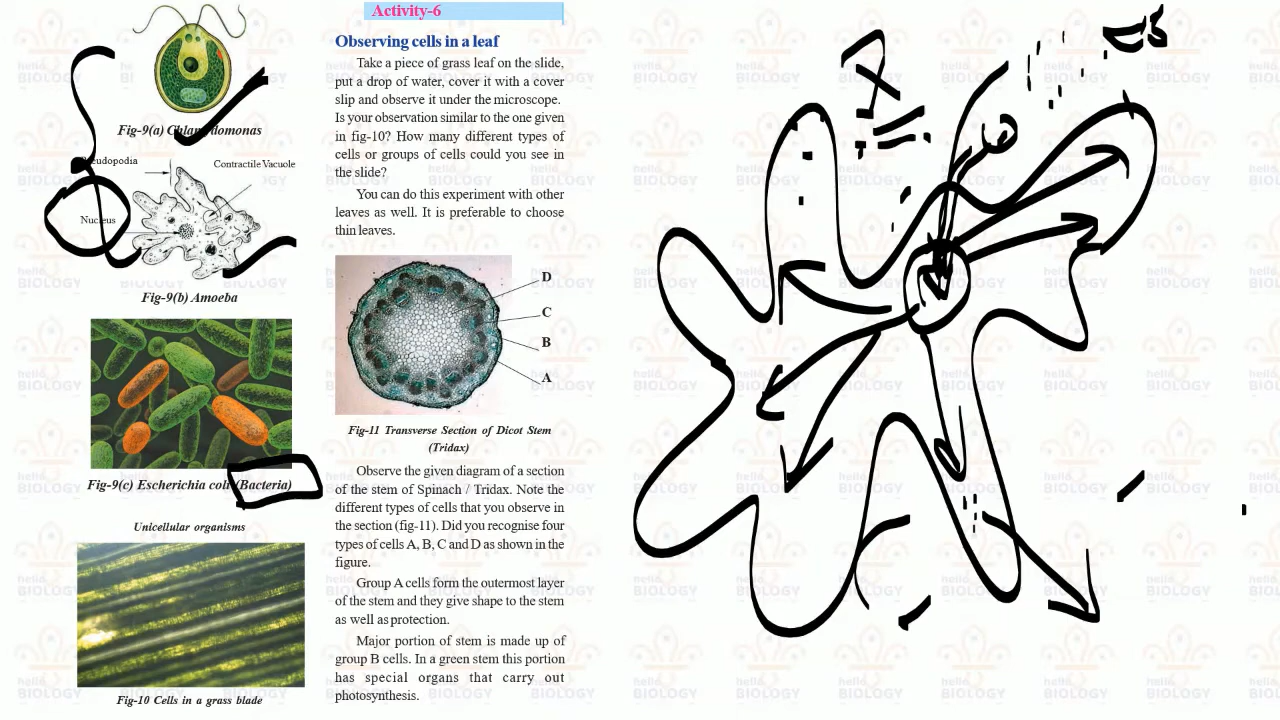 Fig-9(a) Chlamydomonas
Pseudopodia
Contractile Vacuole
Nucleus
Fig-9(b) Amoeba
Fig-9(c) Escherichia coli (Bacteria)
Unicellular organisms
Fig-10 Cells in a grass blade
Activity-6
Observing cells in a leaf
Take a piece of grass leaf on the slide,
put a drop of water, cover it with a cover
slip and observe it under the microscope.
Is your observation similar to the one given
in fig-10? How many different types of
cells or groups of cells could you see in
the slide?
You can do this experiment with other
leaves as well. It is preferable to choose
thin leaves.
D
C
B
A
Fig-11 Transverse Section of Dicot Stem
(Tridax)
Observe the given diagram of a section
of the stem of Spinach / Tridax. Note the
different types of cells that you observe in
the section (fig-11). Did you recognise four
types of cells A, B, C and D as shown in the
figure.
Group A cells form the outermost layer
of the stem and they give shape to the stem
as well as protection.
Major portion of stem is made up of
group B cells. In a green stem this portion
has special organs that carry out
photosynthesis.
hello
BIOLOGY